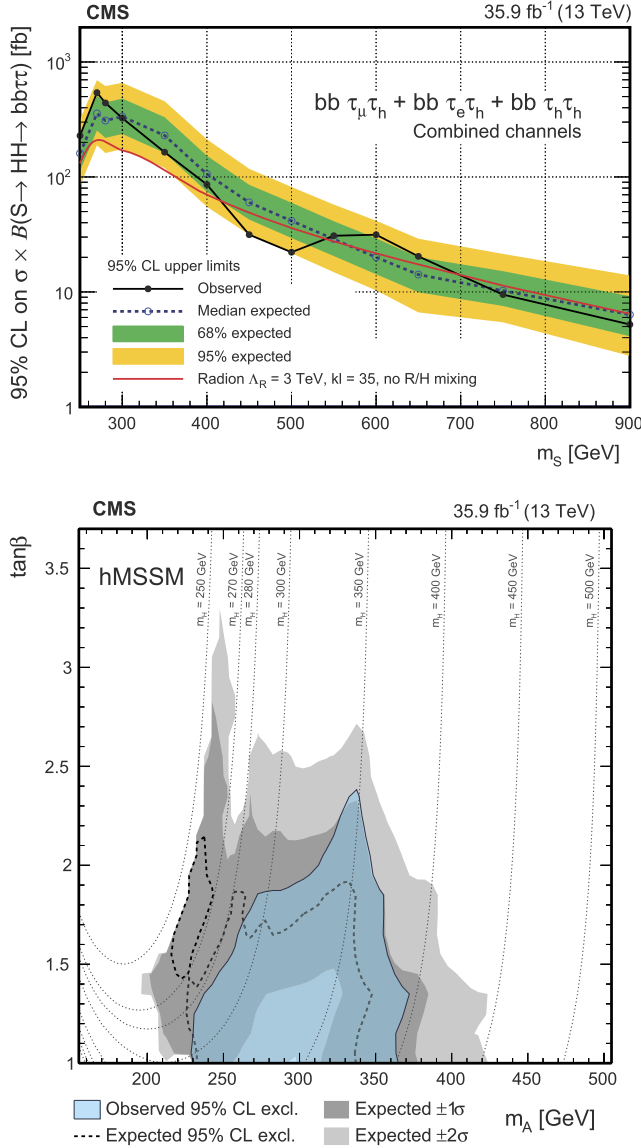 CMS 35.9 fb⁻¹ (13 TeV)
95% CL on σ × B(S→ HH→ bbττ) [fb]
10³
10²
10
1
bb τμτh + bb τeτh + bb τhτh
Combined channels
95% CL upper limits
Observed
Median expected
68% expected
95% expected
Radion ΛR = 3 TeV, kl = 35, no R/H mixing
300 400 500 600 700 800 900
mS [GeV]
CMS 35.9 fb⁻¹ (13 TeV)
tanβ
hMSSM
mH = 250 GeV
mH = 270 GeV
mH = 280 GeV
mH = 300 GeV
mH = 350 GeV
mH = 400 GeV
mH = 450 GeV
mH = 500 GeV
3.5
3
2.5
2
1.5
1
200 250 300 350 400 450 500
mA [GeV]
Observed 95% CL excl. Expected ±1σ
Expected 95% CL excl. Expected ±2σ